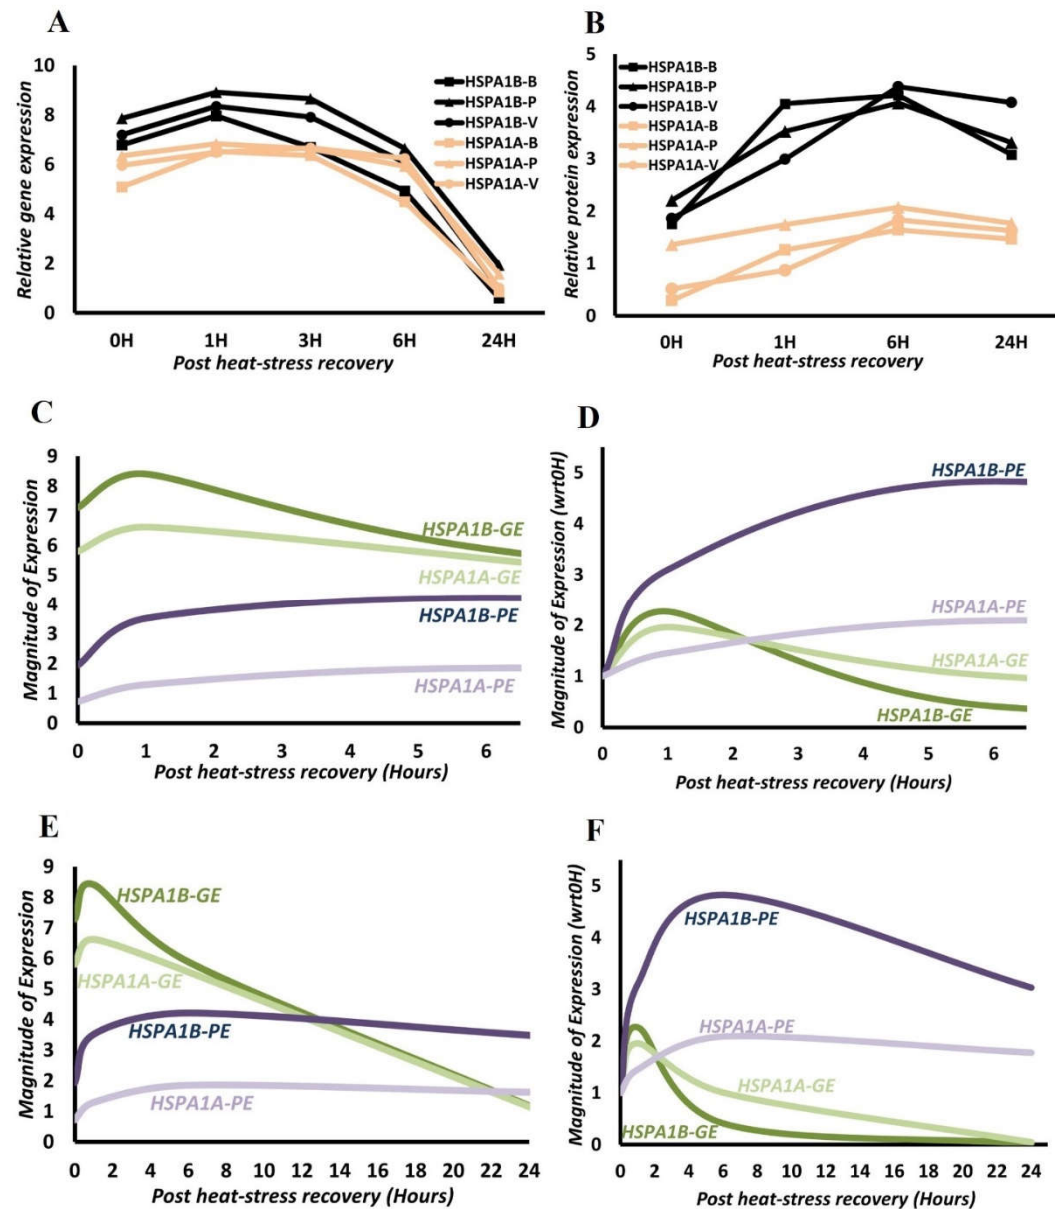 A
Relative gene expression
10
8
6
4
2
0
HSPA1B-B
HSPA1B-P
HSPA1B-V
HSPA1A-B
HSPA1A-P
HSPA1A-V
0H 1H 3H 6H 24H
Post heat-stress recovery
B
Relative protein expression
5
4
3
2
1
0
HSPA1B-B
HSPA1B-P
HSPA1B-V
HSPA1A-B
HSPA1A-P
HSPA1A-V
0H 1H 6H 24H
Post heat-stress recovery
C
Magnitude of Expression
9
8
7
6
5
4
3
2
1
0
HSPA1B-GE
HSPA1A-GE
HSPA1B-PE
HSPA1A-PE
0 1 2 3 4 5 6
Post heat-stress recovery (Hours)
D
Magnitude of Expression (wrt0H)
5
4
3
2
1
0
HSPA1B-PE
HSPA1A-PE
HSPA1A-GE
HSPA1B-GE
0 1 2 3 4 5 6
Post heat-stress recovery (Hours)
E
Magnitude of Expression
9
8
7
6
5
4
3
2
1
0
HSPA1B-GE
HSPA1A-GE
HSPA1B-PE
HSPA1A-PE
0 2 4 6 8 10 12 14 16 18 20 22 24
Post heat-stress recovery (Hours)
F
Magnitude of Expression (wrt0H)
5
4
3
2
1
0
HSPA1B-PE
HSPA1A-PE
HSPA1A-GE
HSPA1B-GE
0 2 4 6 8 10 12 14 16 18 20 22 24
Post heat-stress recovery (Hours)